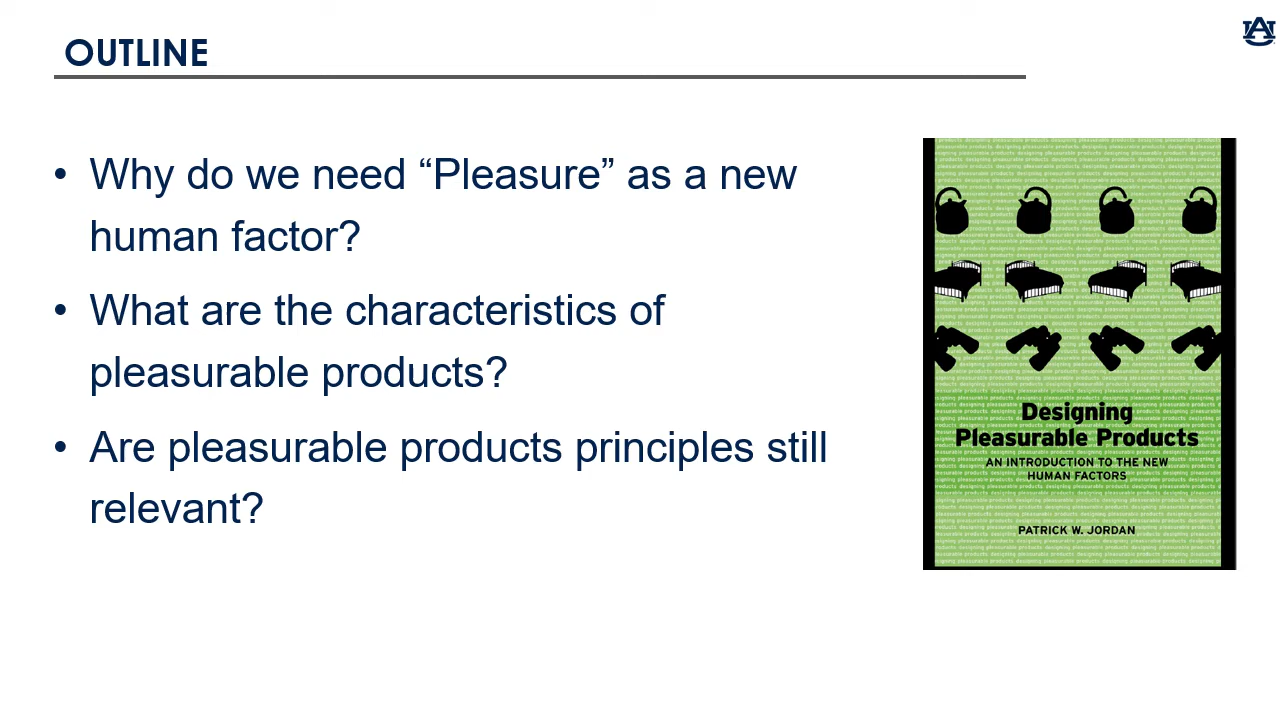 OUTLINE
• Why do we need “Pleasure” as a new
human factor?
• What are the characteristics of
pleasurable products?
• Are pleasurable products principles still
relevant?
Designing
Pleasurable Products
AN INTRODUCTION TO THE NEW
HUMAN FACTORS
PATRICK W. JORDAN